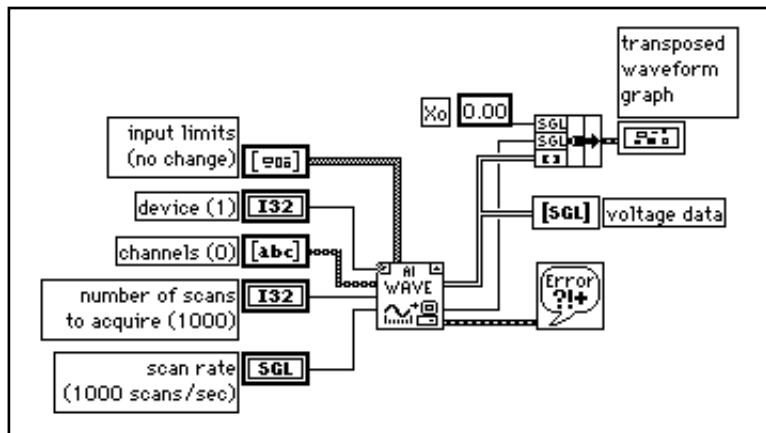 transposed
waveform
graph
Xo
0.00
SGL
SGL
[ ]
input limits
(no change)
device (1)
I32
channels (0)
[abc]
number of scans
to acquire (1000)
I32
scan rate
(1000 scans/sec)
SGL
AI
WAVE
[SGL]
voltage data
Error
?!+